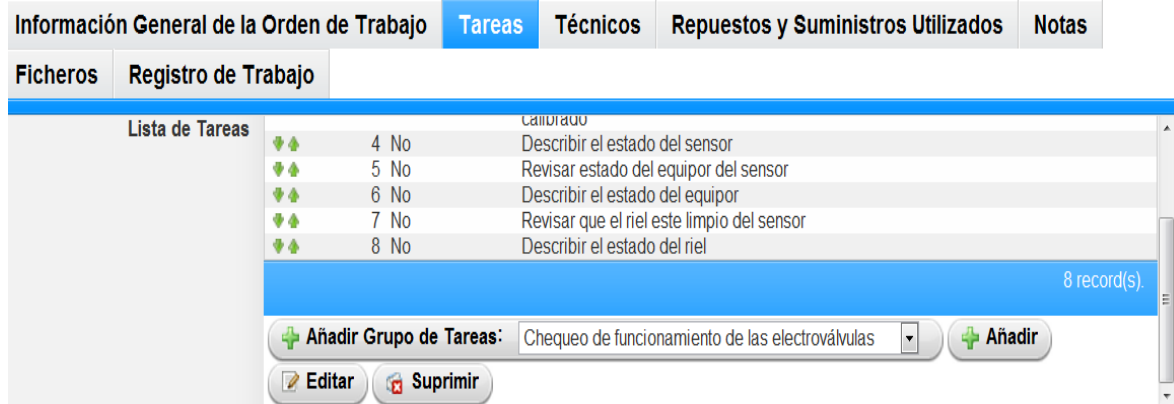 Información General de la Orden de Trabajo Tareas Técnicos Repuestos y Suministros Utilizados Notas
Ficheros Registro de Trabajo
Lista de Tareas
calibrado
4 No Describir el estado del sensor
5 No Revisar estado del equipor del sensor
6 No Describir el estado del equipor
7 No Revisar que el riel este limpio del sensor
8 No Describir el estado del riel
8 record(s).
Añadir Grupo de Tareas: Chequeo de funcionamiento de las electroválvulas Añadir
Editar Suprimir